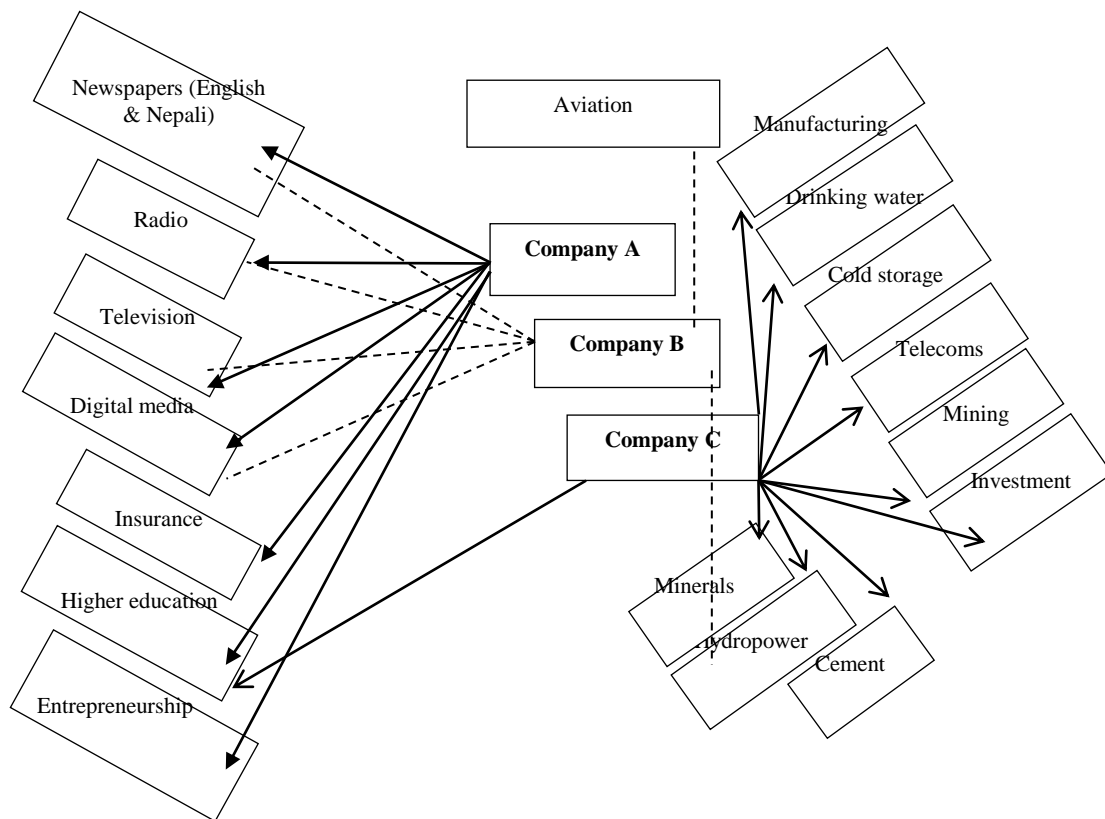 Newspapers (English
& Nepali)
Radio
Television
Digital media
Insurance
Higher education
Entrepreneurship
Aviation
Company A
Company B
Company C
Manufacturing
Drinking water
Cold storage
Telecoms
Mining
Investment
Minerals
Hydropower
Cement